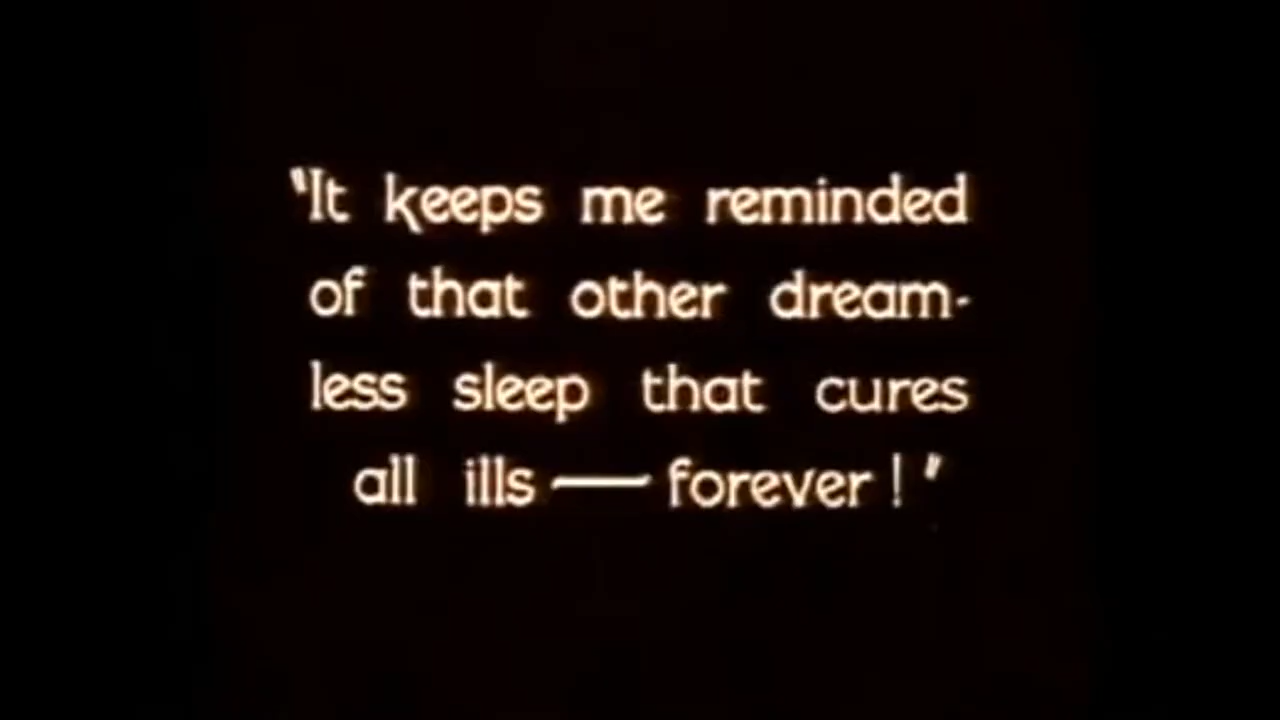 "It keeps me reminded
of that other dream-
less sleep that cures
all ills — forever!"